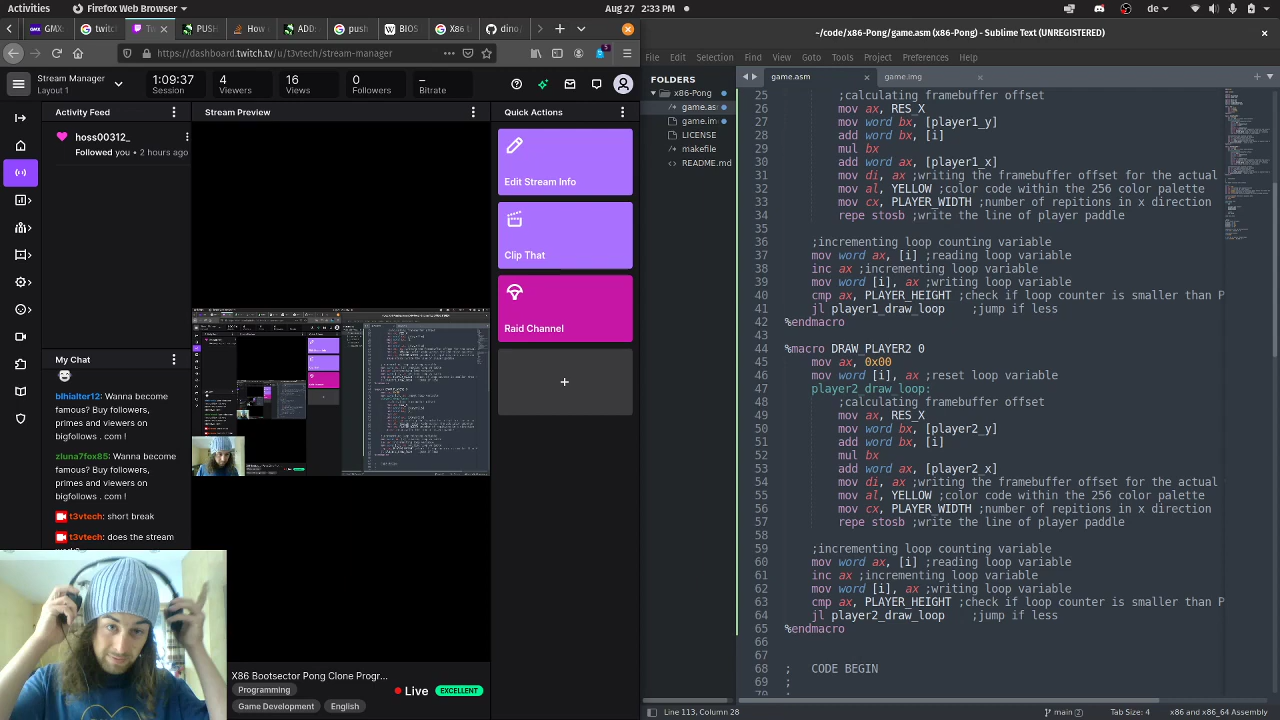 Activities
Firefox Web Browser
Aug 27 2:33 PM
de
GMX:
twitch
Tw
PUSH
How
ADD:
push
BIOS
X86 ta
dino
https://dashboard.twitch.tv/u/t3vtech/stream-manager
Stream Manager
Layout 1
1:09:37
Session
4
Viewers
16
Views
0
Followers
–
Bitrate
Activity Feed
hoss00312_
Followed you • 2 hours ago
My Chat
blhialter12: Wanna become
famous? Buy followers,
primes and viewers on
bigfollows . com !
zluna7fox85: Wanna become
famous? Buy followers,
primes and viewers on
bigfollows . com !
t3vtech: short break
t3vtech: does the stream
Stream Preview
X86 Bootsector Pong Clone Progr...
Programming
Game Development
English
Live
EXCELLENT
Quick Actions
Edit Stream Info
Clip That
Raid Channel
+
~/code/x86-Pong/game.asm (x86-Pong) - Sublime Text (UNREGISTERED)
File Edit Selection Find View Goto Tools Project Preferences Help
FOLDERS
x86-Pong
game.as
game.im
LICENSE
makefile
README.md
game.asm
game.img
25 ;calculating framebuffer offset
26 mov ax, RES_X
27 mov word bx, [player1_y]
28 add word bx, [i]
29 mul bx
30 add word ax, [player1_x]
31 mov di, ax ;writing the framebuffer offset for the actual
32 mov al, YELLOW ;color code within the 256 color palette
33 mov cx, PLAYER_WIDTH ;number of repitions in x direction
34 repe stosb ;write the line of player paddle
35
36 ;incrementing loop counting variable
37 mov word ax, [i] ;reading loop variable
38 inc ax ;incrementing loop variable
39 mov word [i], ax ;writing loop variable
40 cmp ax, PLAYER_HEIGHT ;check if loop counter is smaller than P
41 jl player1_draw_loop ;jump if less
42 %endmacro
43
44 %macro DRAW_PLAYER2 0
45 mov ax, 0x00
46 mov word [i], ax ;reset loop variable
47 player2_draw_loop:
48 ;calculating framebuffer offset
49 mov ax, RES_X
50 mov word bx, [player2_y]
51 add word bx, [i]
52 mul bx
53 add word ax, [player2_x]
54 mov di, ax ;writing the framebuffer offset for the actual
55 mov al, YELLOW ;color code within the 256 color palette
56 mov cx, PLAYER_WIDTH ;number of repitions in x direction
57 repe stosb ;write the line of player paddle
58
59 ;incrementing loop counting variable
60 mov word ax, [i] ;reading loop variable
61 inc ax ;incrementing loop variable
62 mov word [i], ax ;writing loop variable
63 cmp ax, PLAYER_HEIGHT ;check if loop counter is smaller than P
64 jl player2_draw_loop ;jump if less
65 %endmacro
66
67
68 ; CODE BEGIN
69 ;
70 ;
Line 113, Column 28
main (2)
Tab Size: 4
x86 and x86_64 Assembly